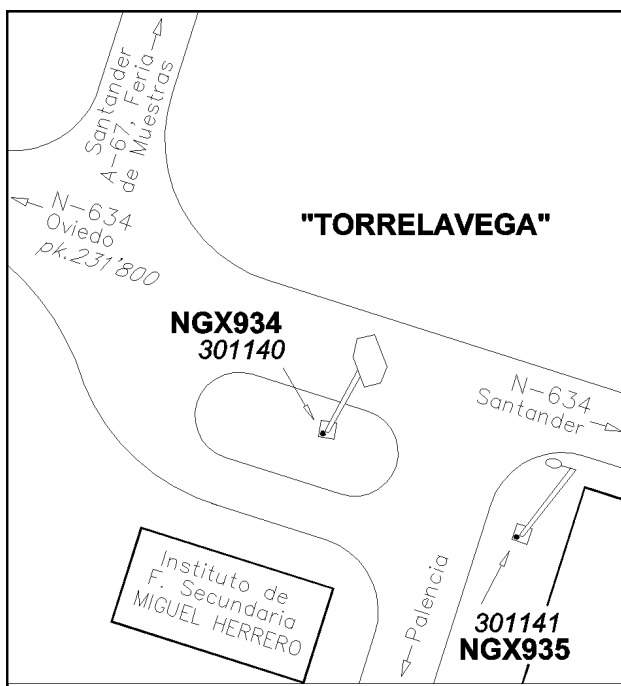 Santander
A-67, Feria
de Muestras
N-634
Oviedo
pk.231'800
"TORRELAVEGA"
NGX934
301140
N-634
Santander
Instituto de
F. Secundaria
MIGUEL HERRERO
Palencia
301141
NGX935